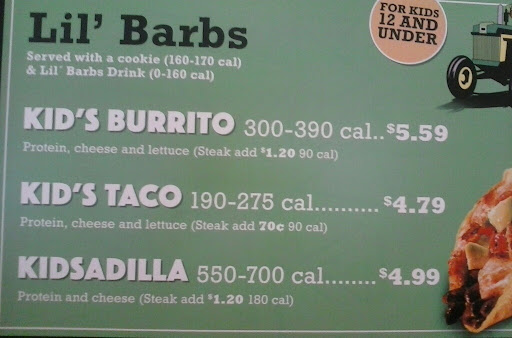 Lil' Barbs
Served with a cookie (160-170 cal)
& Lil' Barbs Drink (0-160 cal)
FOR KIDS
12 AND
UNDER
KID'S BURRITO 300-390 cal..$5.59
Protein, cheese and lettuce (Steak add $1.20 90 cal)
KID'S TACO 190-275 cal.........$4.79
Protein, cheese and lettuce (Steak add 70c 90 cal)
KIDSADILLA 550-700 cal........$4.99
Protein and cheese (Steak add $1.20 180 cal)